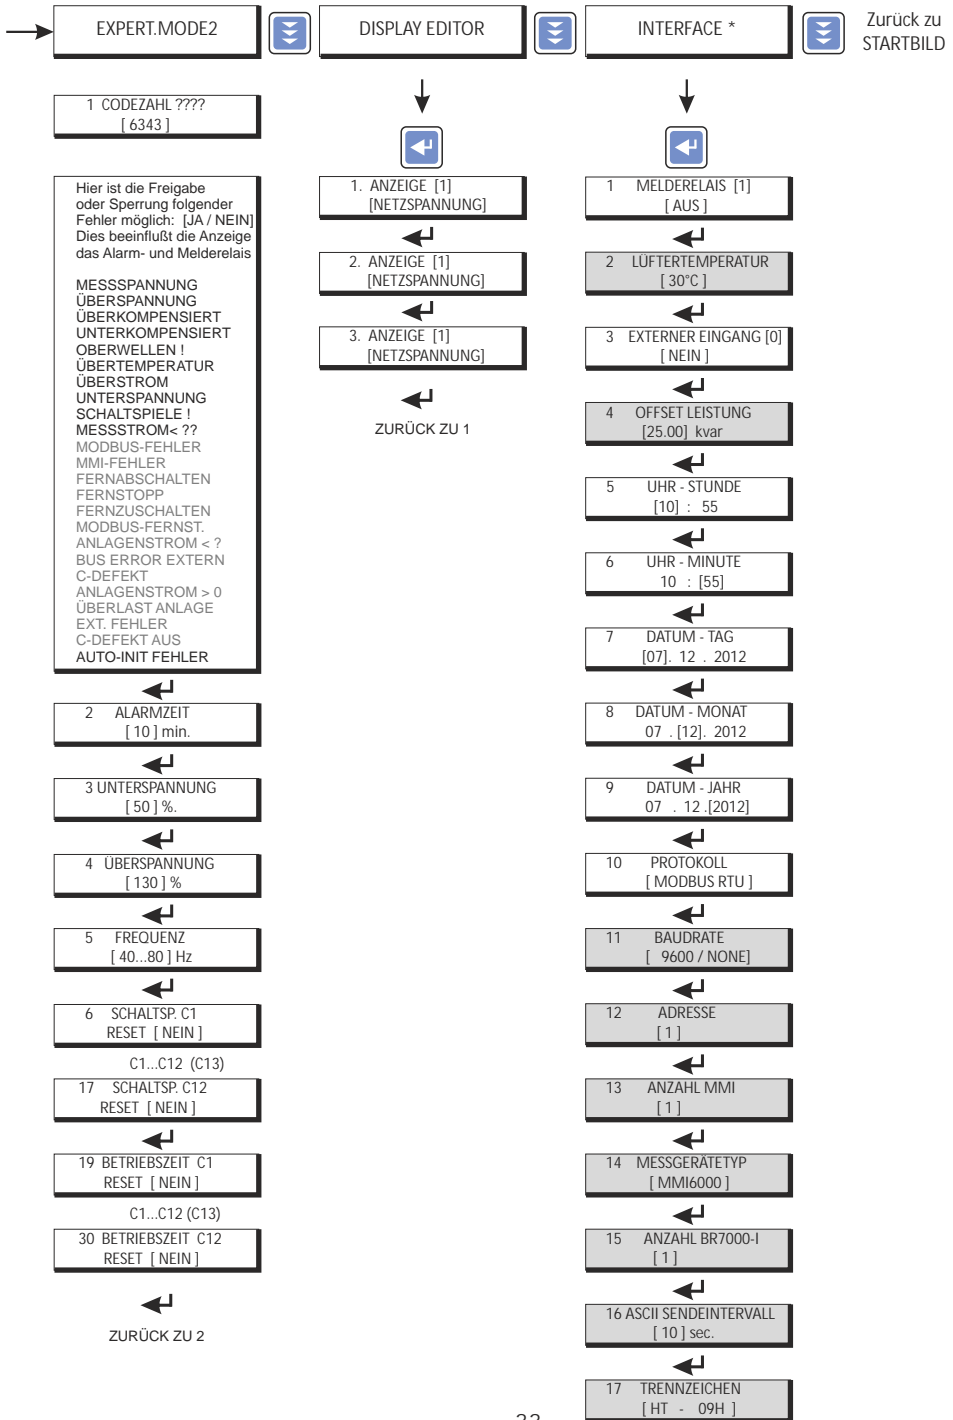 EXPERT.MODE2
DISPLAY EDITOR
INTERFACE *
Zurück zu
STARTBILD
1 CODEZAHL ????
[ 6343 ]
Hier ist die Freigabe
oder Sperrung folgender
Fehler möglich: [JA / NEIN]
Dies beeinflußt die Anzeige
das Alarm- und Melderelais
MESSSPANNUNG
ÜBERSPANNUNG
ÜBERKOMPENSIERT
UNTERKOMPENSIERT
OBERWELLEN !
ÜBERTEMPERATUR
ÜBERSTROM
UNTERSPANNUNG
SCHALTSPIELE !
MESSSTROM< ??
MODBUS-FEHLER
MMI-FEHLER
FERNABSCHALTEN
FERNSTOPP
FERNZUSCHALTEN
MODBUS-FERNST.
ANLAGENSTROM < ?
BUS ERROR EXTERN
C-DEFEKT
ANLAGENSTROM > 0
ÜBERLAST ANLAGE
EXT. FEHLER
C-DEFEKT AUS
AUTO-INIT FEHLER
2 ALARMZEIT
[ 10 ] min.
3 UNTERSPANNUNG
[ 50 ] %.
4 ÜBERSPANNUNG
[ 130 ] %
5 FREQUENZ
[ 40...80 ] Hz
6 SCHALTSP. C1
RESET [ NEIN ]
C1...C12 (C13)
17 SCHALTSP. C12
RESET [ NEIN ]
19 BETRIEBSZEIT C1
RESET [ NEIN ]
C1...C12 (C13)
30 BETRIEBSZEIT C12
RESET [ NEIN ]
ZURÜCK ZU 2
1. ANZEIGE [1]
[NETZSPANNUNG]
2. ANZEIGE [1]
[NETZSPANNUNG]
3. ANZEIGE [1]
[NETZSPANNUNG]
ZURÜCK ZU 1
1 MELDERELAIS [1]
[ AUS ]
2 LÜFTERTEMPERATUR
[ 30°C ]
3 EXTERNER EINGANG [0]
[ NEIN ]
4 OFFSET LEISTUNG
[25.00] kvar
5 UHR - STUNDE
[10] : 55
6 UHR - MINUTE
10 : [55]
7 DATUM - TAG
[07]. 12 . 2012
8 DATUM - MONAT
07 . [12]. 2012
9 DATUM - JAHR
07 . 12 .[2012]
10 PROTOKOLL
[ MODBUS RTU ]
11 BAUDRATE
[ 9600 / NONE]
12 ADRESSE
[ 1 ]
13 ANZAHL MMI
[ 1 ]
14 MESSGERÄTETYP
[ MMI6000 ]
15 ANZAHL BR7000-I
[ 1 ]
16 ASCII SENDEINTERVALL
[ 10 ] sec.
17 TRENNZEICHEN
[ HT - 09H ]